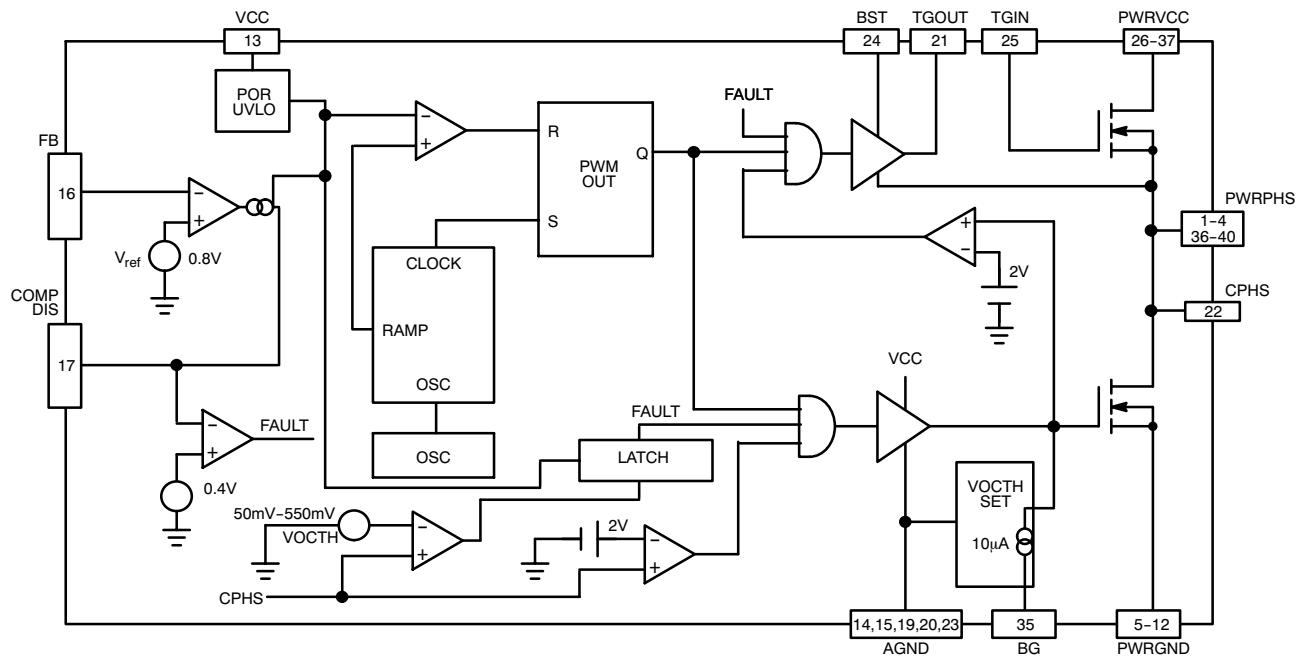 VCC
13
BST
24
TGOUT
21
TGIN
25
PWRVCC
26-37
POR
UVLO
FAULT
FB
16
R
Q
PWM
OUT
S
Vref
0.8V
CLOCK
RAMP
OSC
OSC
2V
PWRPHS
1-4
36-40
CPHS
22
COMP
DIS
17
FAULT
0.4V
VCC
FAULT
LATCH
50mV-550mV
VOCTH
2V
CPHS
VOCTH
SET
10µA
14,15,19,20,23
AGND
35
BG
5-12
PWRGND